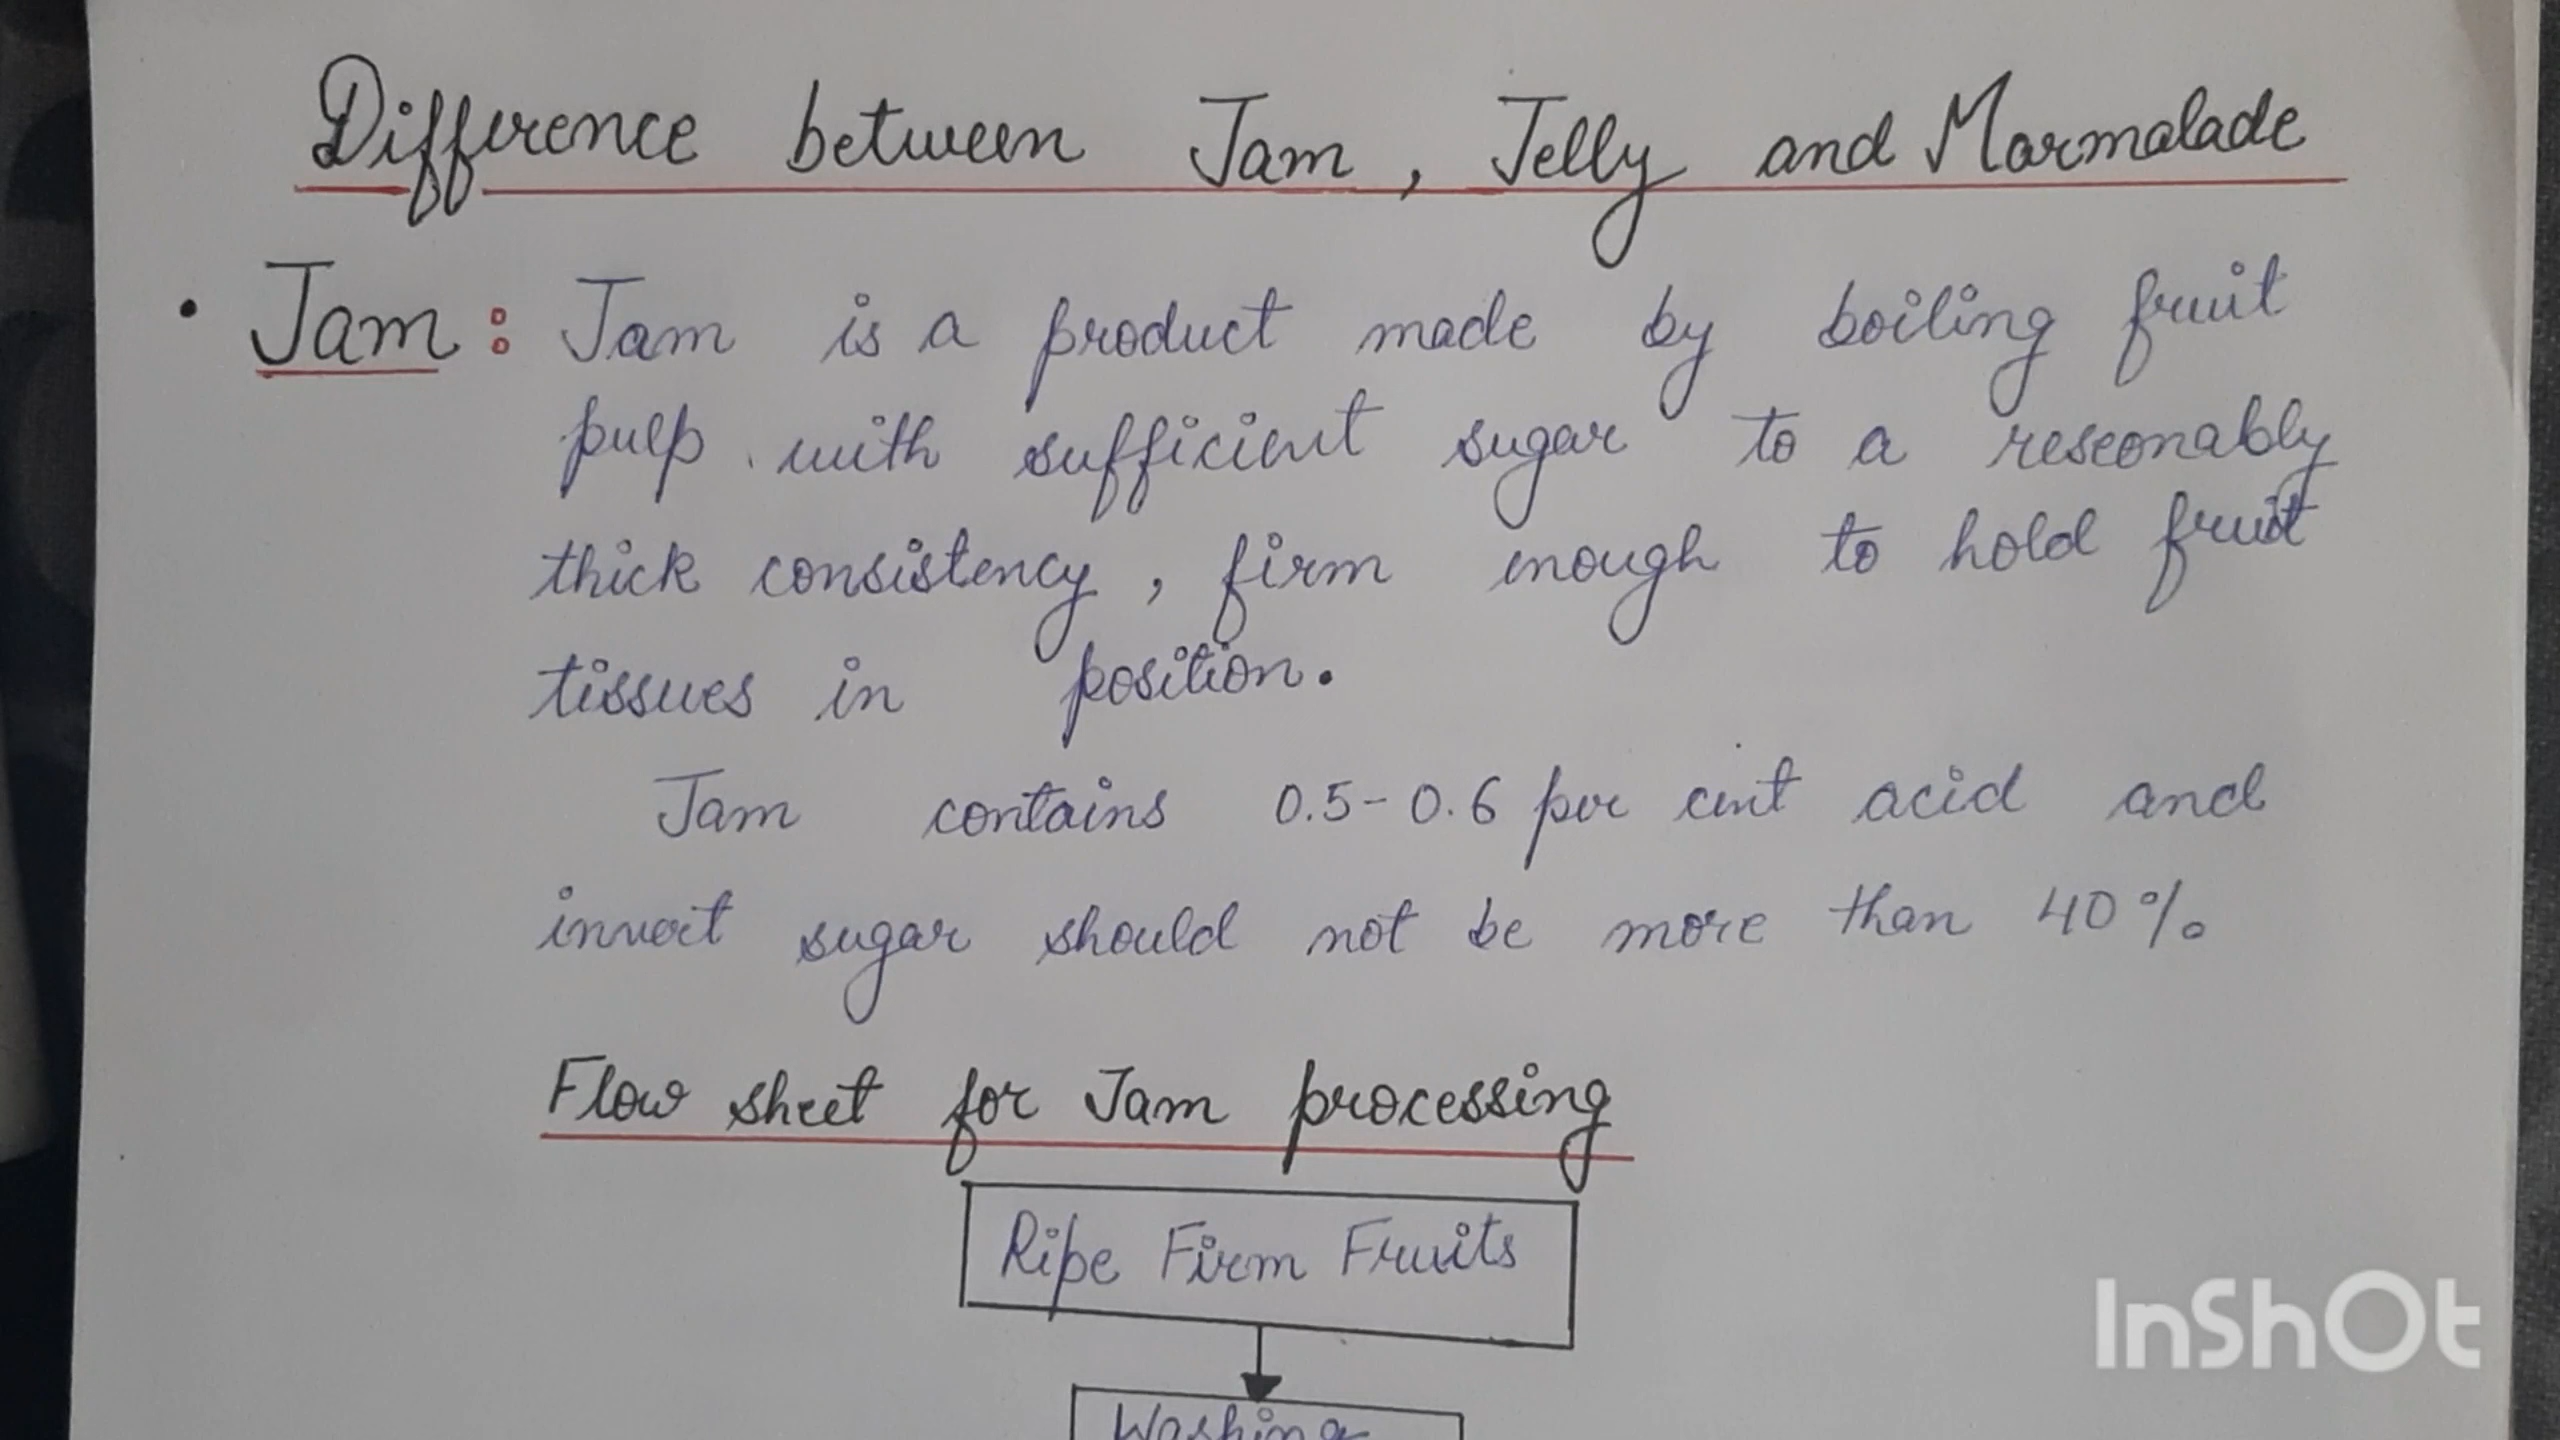 Difference between Jam, Jelly and Marmalade
• Jam: Jam is a product made by boiling fruit
pulp with sufficient sugar to a reseonably
thick consistency, firm enough to hold fruit
tissues in position.
Jam contains 0.5-0.6 per cent acid and
invert sugar should not be more than 40%
Flow sheet for Jam processing
Ripe Firm Fruits
Washing
InShOt